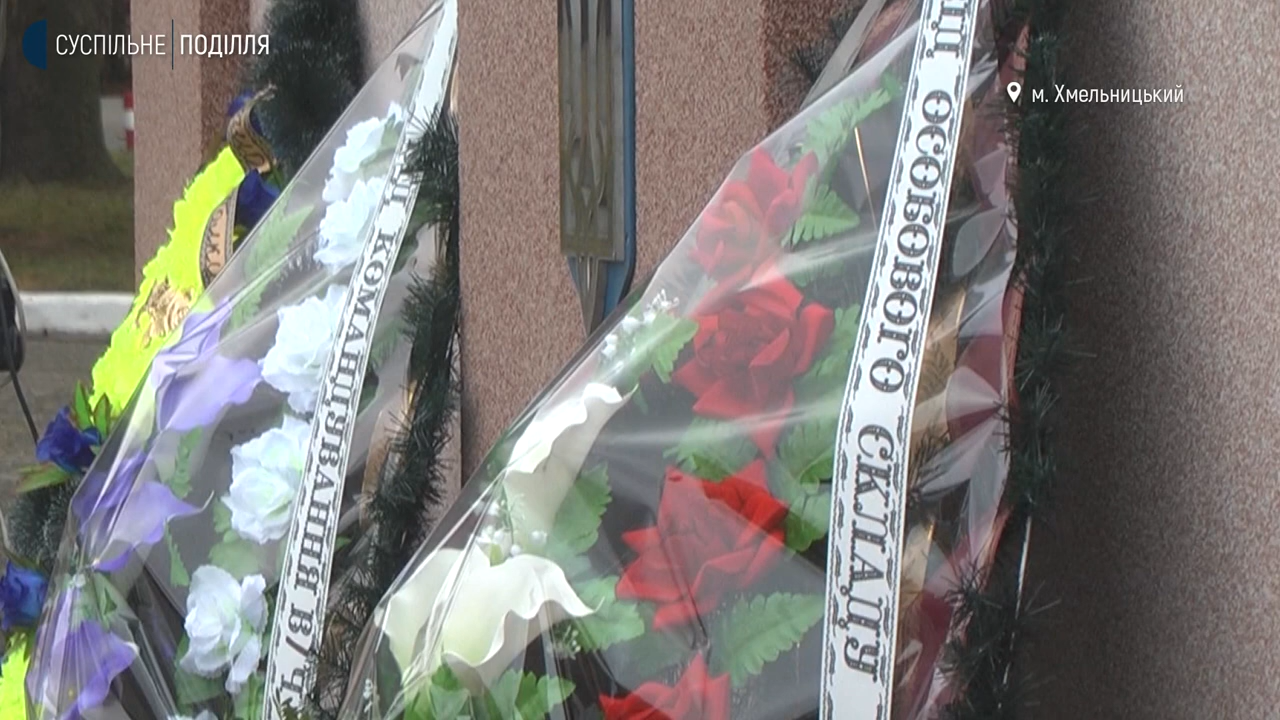 СУСПІЛЬНЕ ПОДІЛЛЯ
м. Хмельницький
КОМАНДУВАННЯ В/Ч
ОСОБОВОГО СКЛАДУ